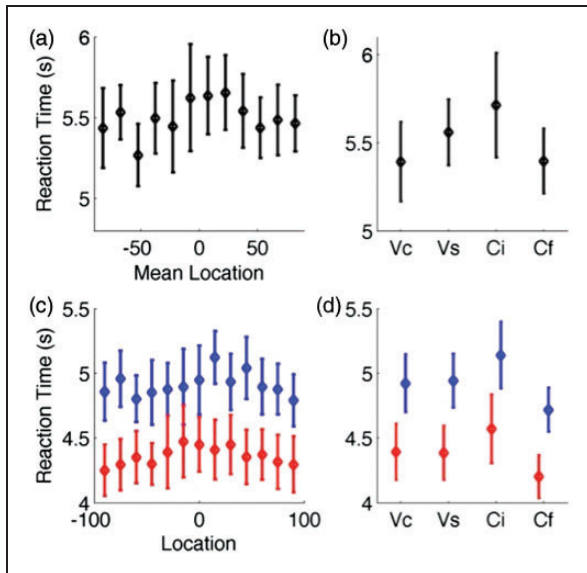 (a)
6
5.5
5
Reaction Time (s)
-50 0 50
Mean Location
(b)
6
5.5
5
Vc Vs Ci Cf
(c)
5.5
5
4.5
4
Reaction Time (s)
-100 0 100
Location
(d)
5.5
5
4.5
4
Vc Vs Ci Cf